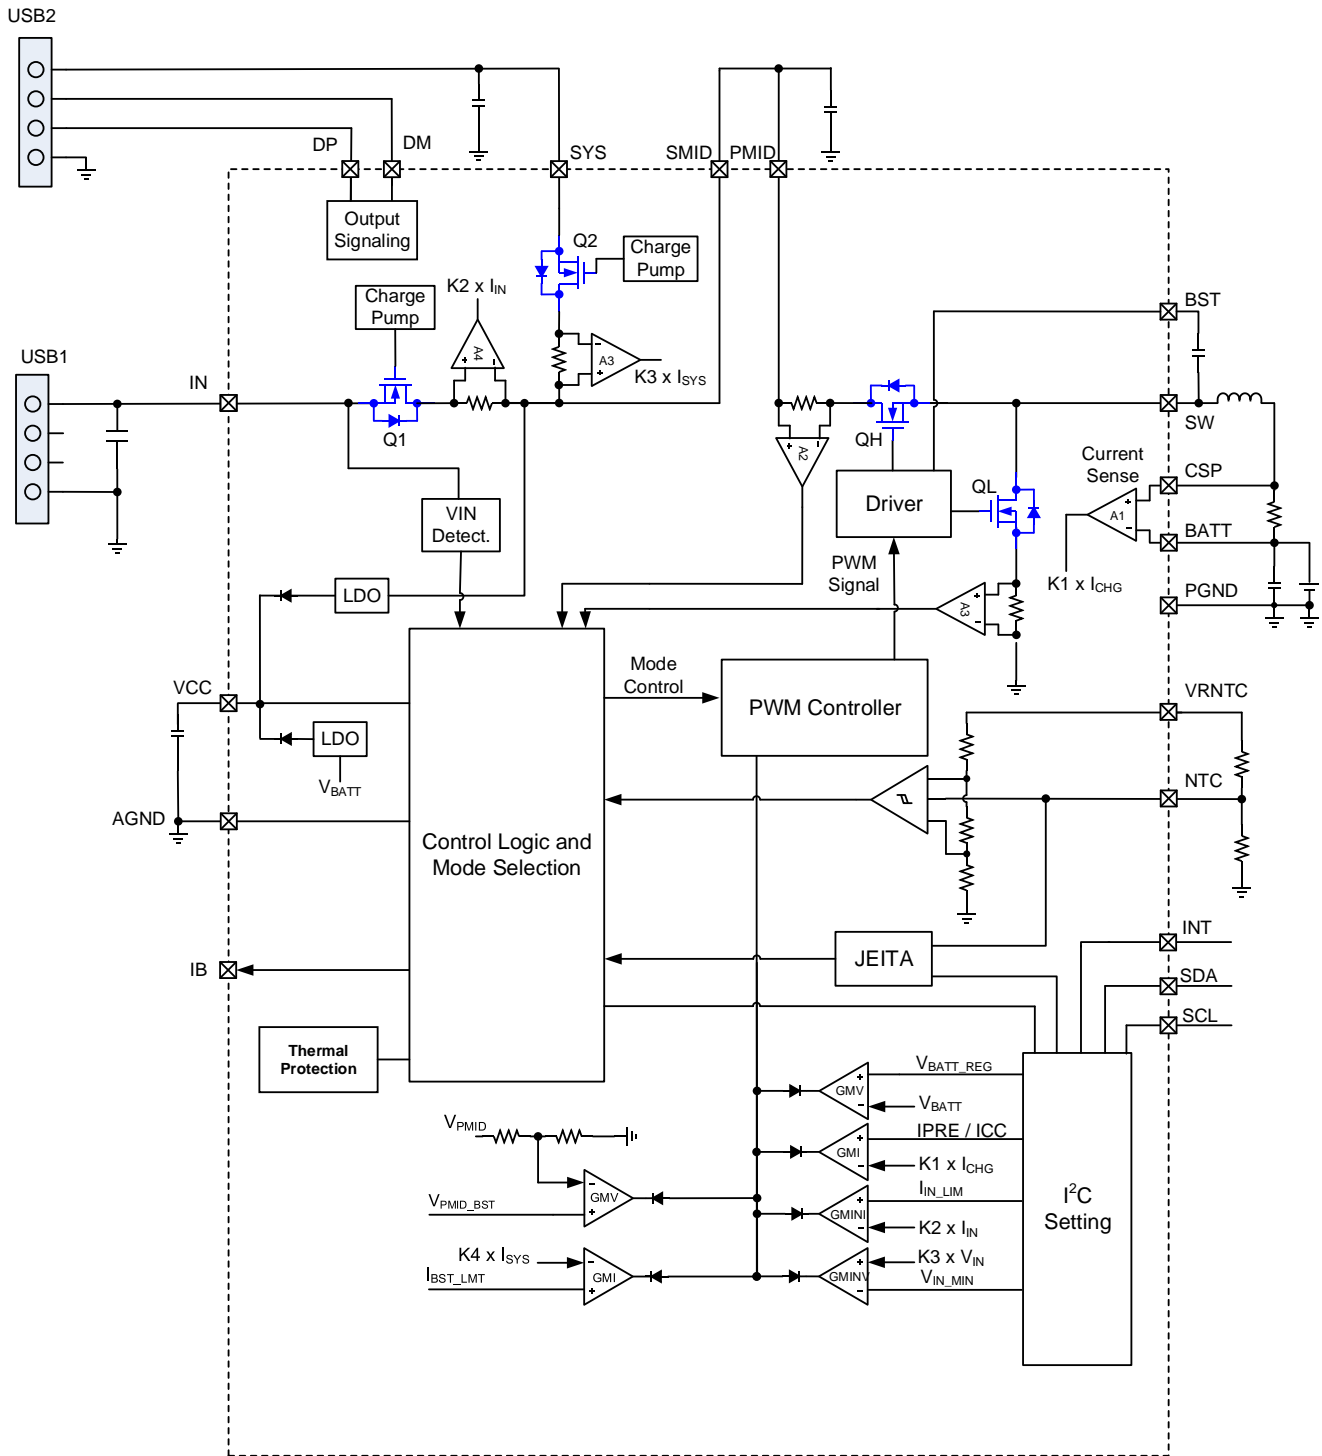 USB2
DP
DM
SYS
SMID
PMID
Output
Signaling
Q2
Charge
Pump
K2 x IIN
Charge
Pump
A4
A3
K3 x ISYS
BST
USB1
IN
Q1
A2
QH
SW
Current
Sense
CSP
VIN
Detect.
Driver
QL
A1
BATT
PWM
Signal
K1 x ICHG
LDO
A3
PGND
Mode
Control
VCC
PWM Controller
VRNTC
LDO
VBATT
NTC
AGND
Control Logic and
Mode Selection
INT
IB
JEITA
SDA
SCL
Thermal
Protection
VBATT_REG
GMV
VBATT
VPMID
IPRE / ICC
GMI
K1 x ICHG
GMV
IIN_LIM
VPMID_BST
GMINI
K2 x IIN
I2C
Setting
K4 x ISYS
K3 x VIN
IBST_LMT
GMI
GMINV
VIN_MIN